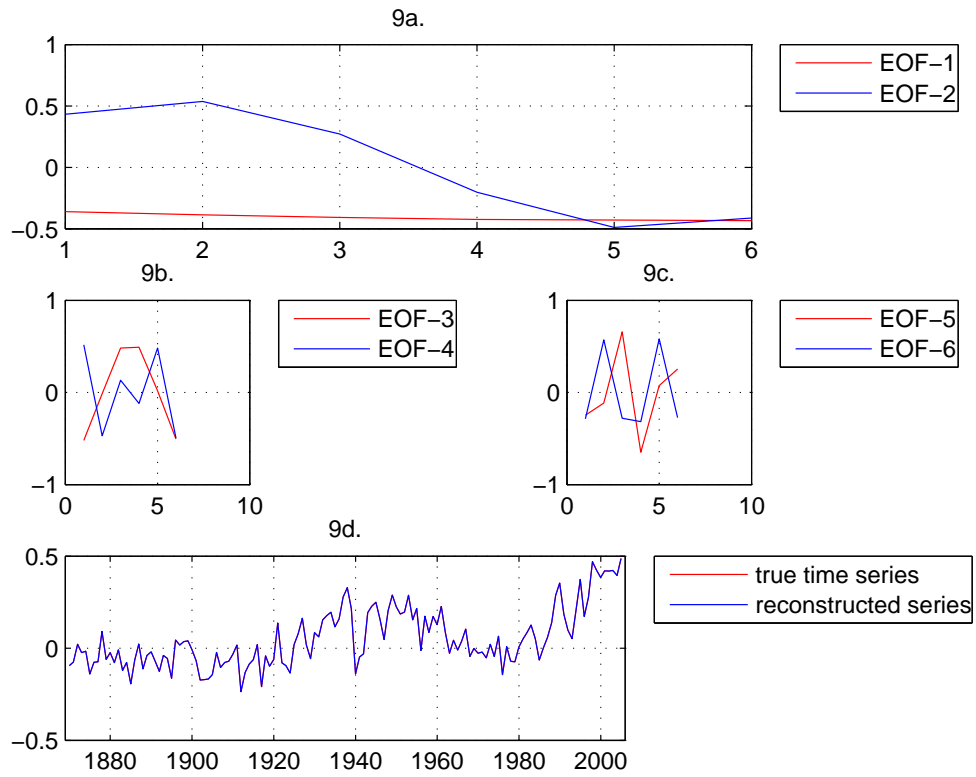 9a.
1
0.5
0
−0.5
1 2 3 4 5 6
EOF−1
EOF−2
9b.
1
0
−1
0 5 10
EOF−3
EOF−4
9c.
1
0
−1
0 5 10
EOF−5
EOF−6
9d.
0.5
0
−0.5
1880 1900 1920 1940 1960 1980 2000
true time series
reconstructed series